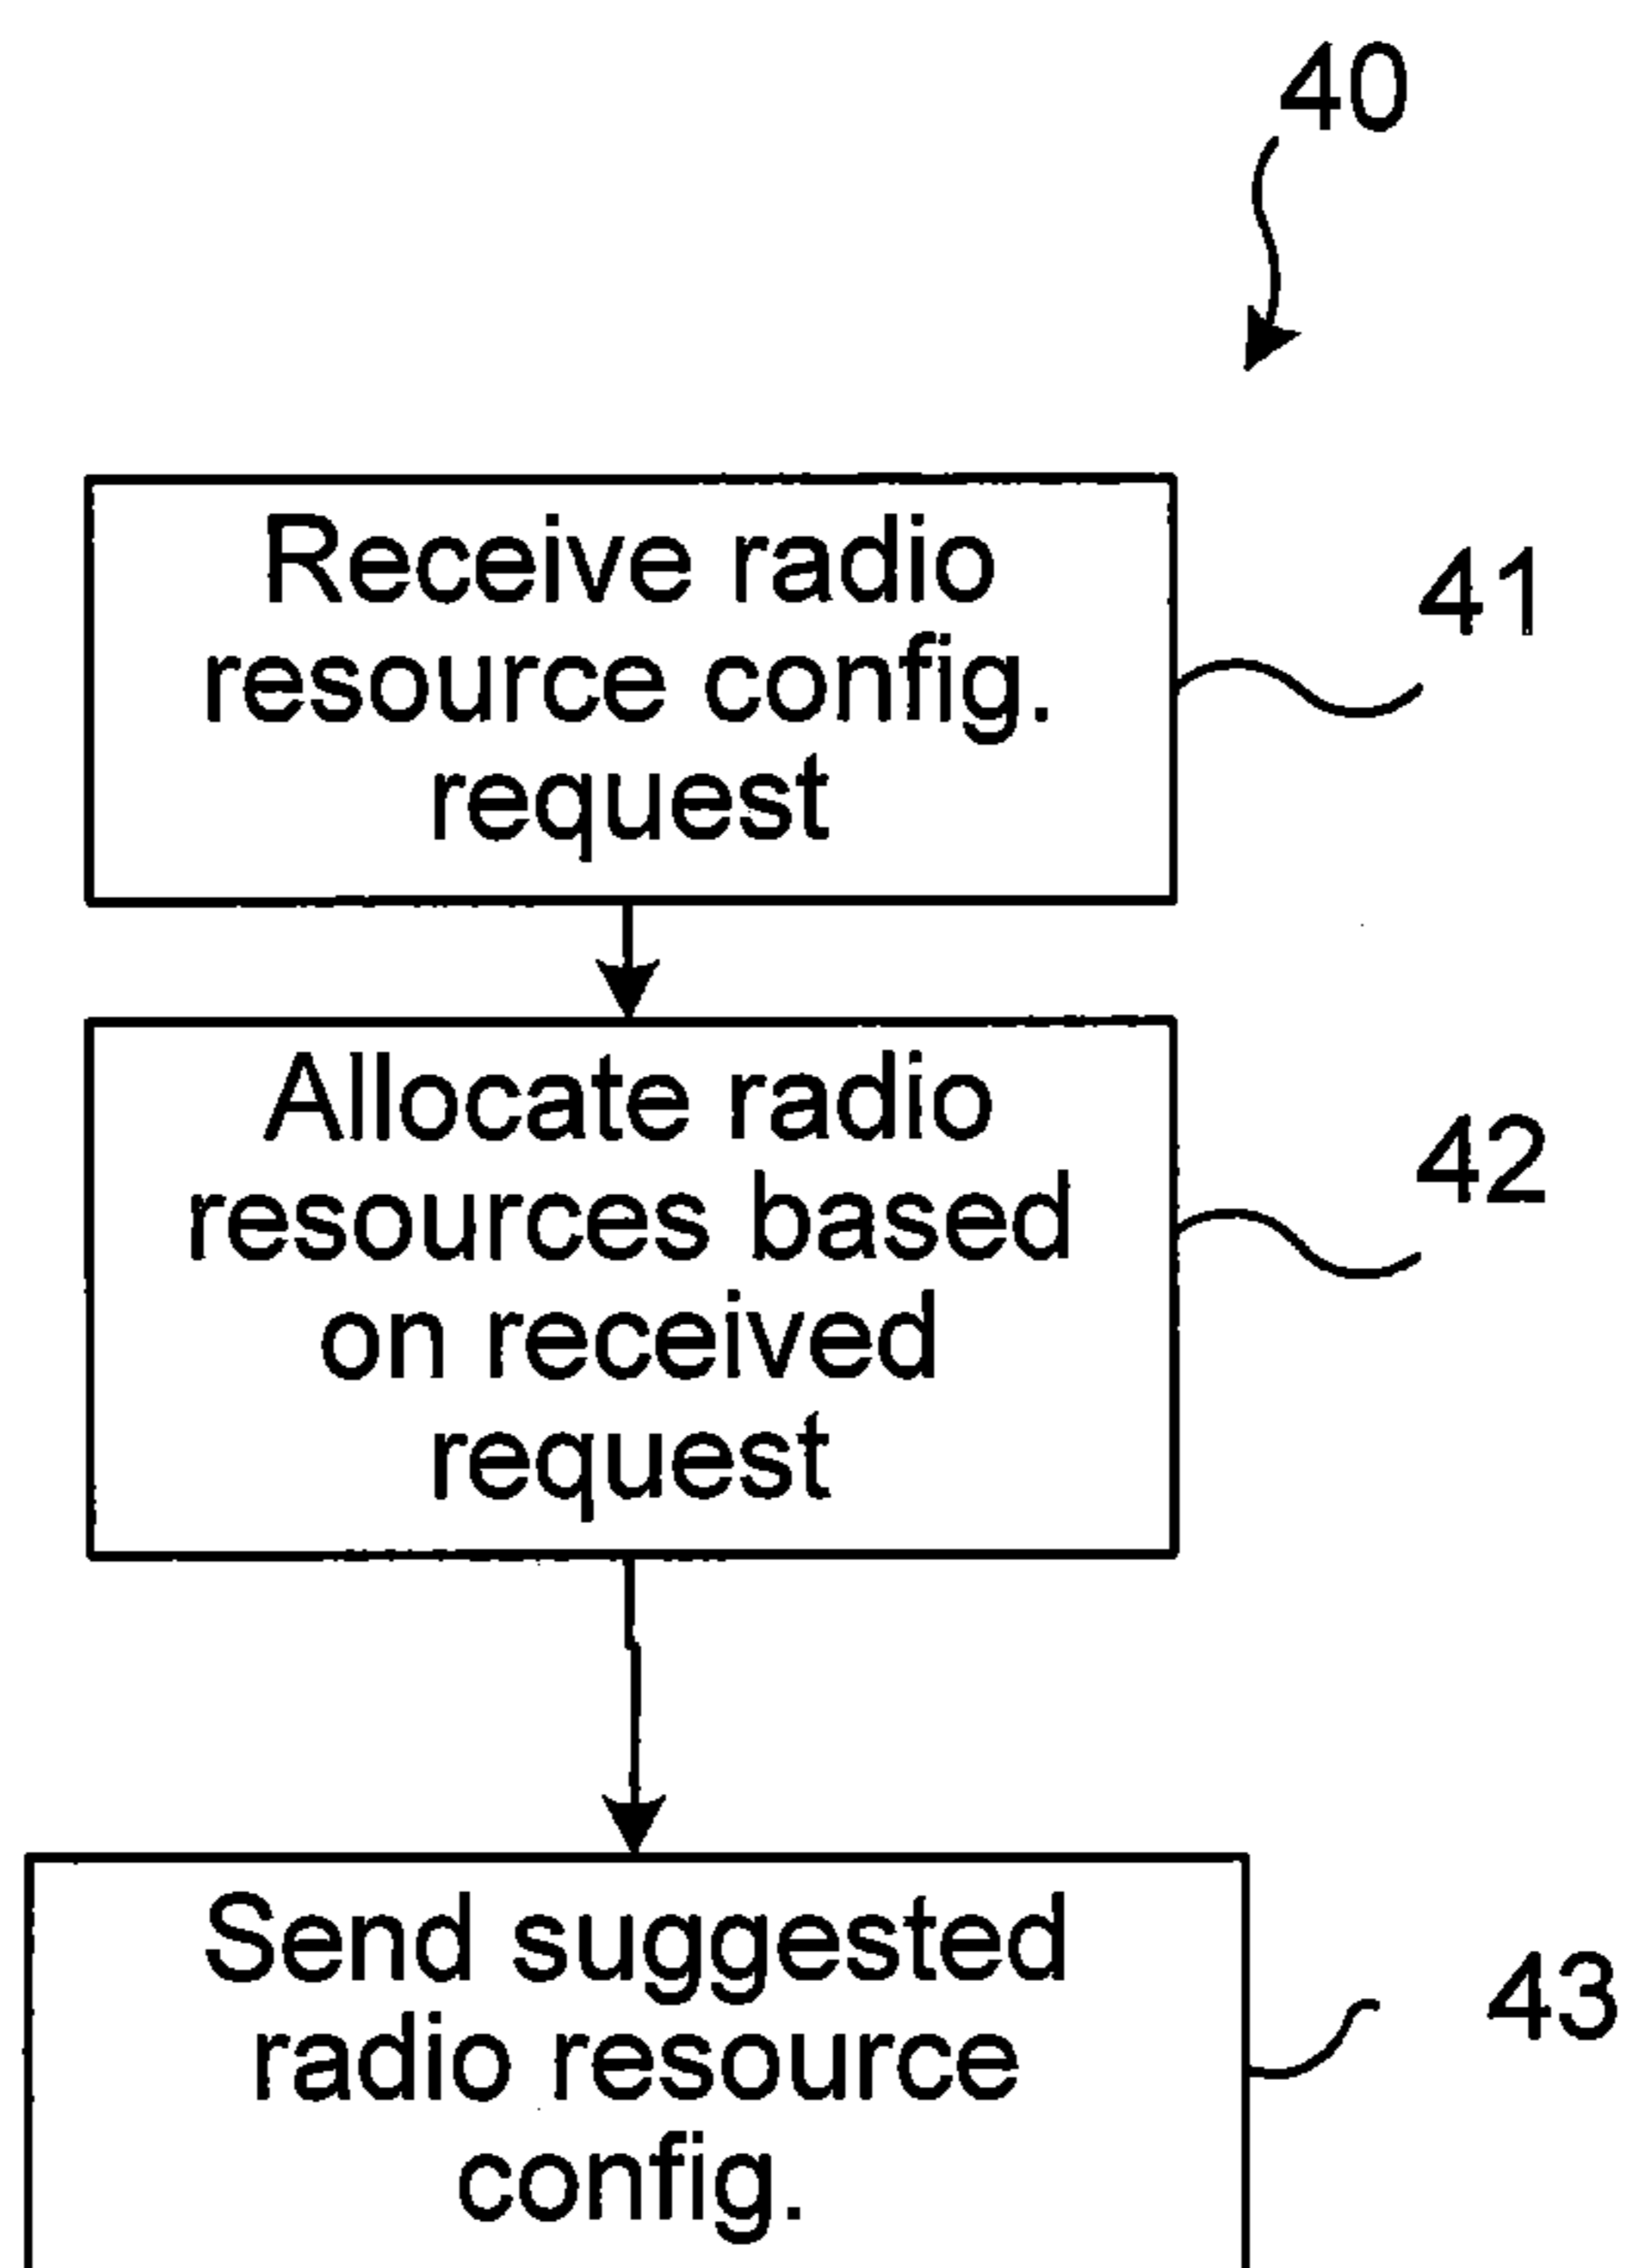 40
Receive radio
resource config.
request
41
Allocate radio
resources based
on received
request
42
Send suggested
radio resource
config.
43